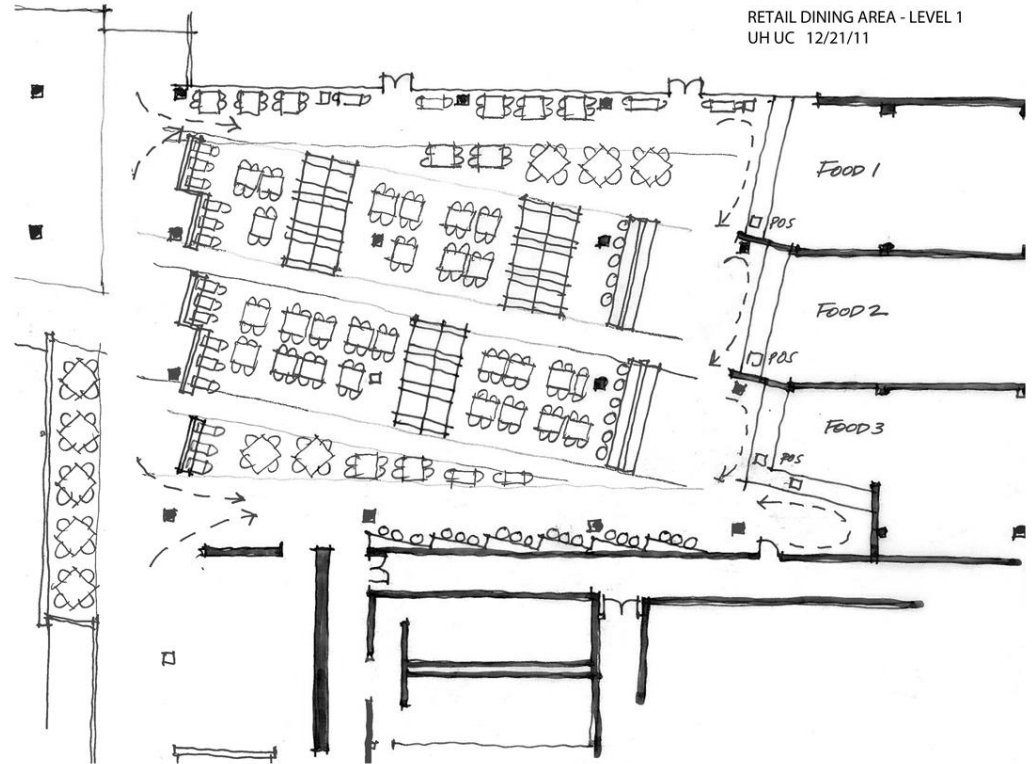 RETAIL DINING AREA - LEVEL 1
UH UC 12/21/11
FOOD 1
POS
FOOD 2
POS
FOOD 3
POS